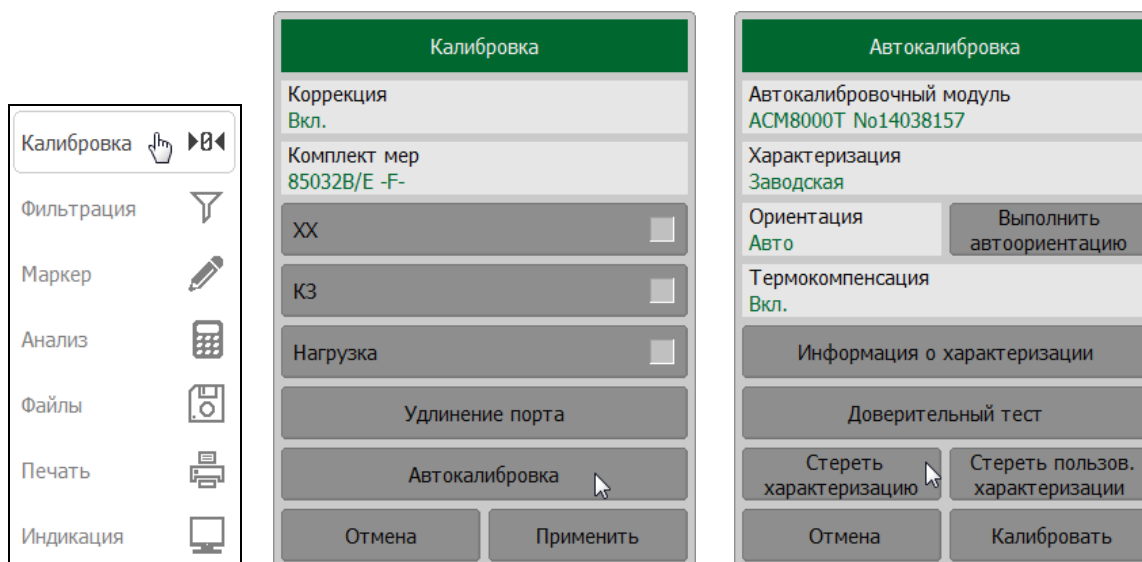 Калибровка
Фильтрация
Маркер
Анализ
Файлы
Печать
Индикация
Калибровка
Коррекция
Вкл.
Комплект мер
85032B/E -F-
ХХ
КЗ
Нагрузка
Удлинение порта
Автокалибровка
Отмена
Применить
Автокалибровка
Автокалибровочный модуль
ACM8000T No14038157
Характеризация
Заводская
Ориентация
Авто
Выполнить
автоориентацию
Термокомпенсация
Вкл.
Информация о характеризации
Доверительный тест
Стереть
характеризацию
Стереть пользов.
характеризации
Отмена
Калибровать